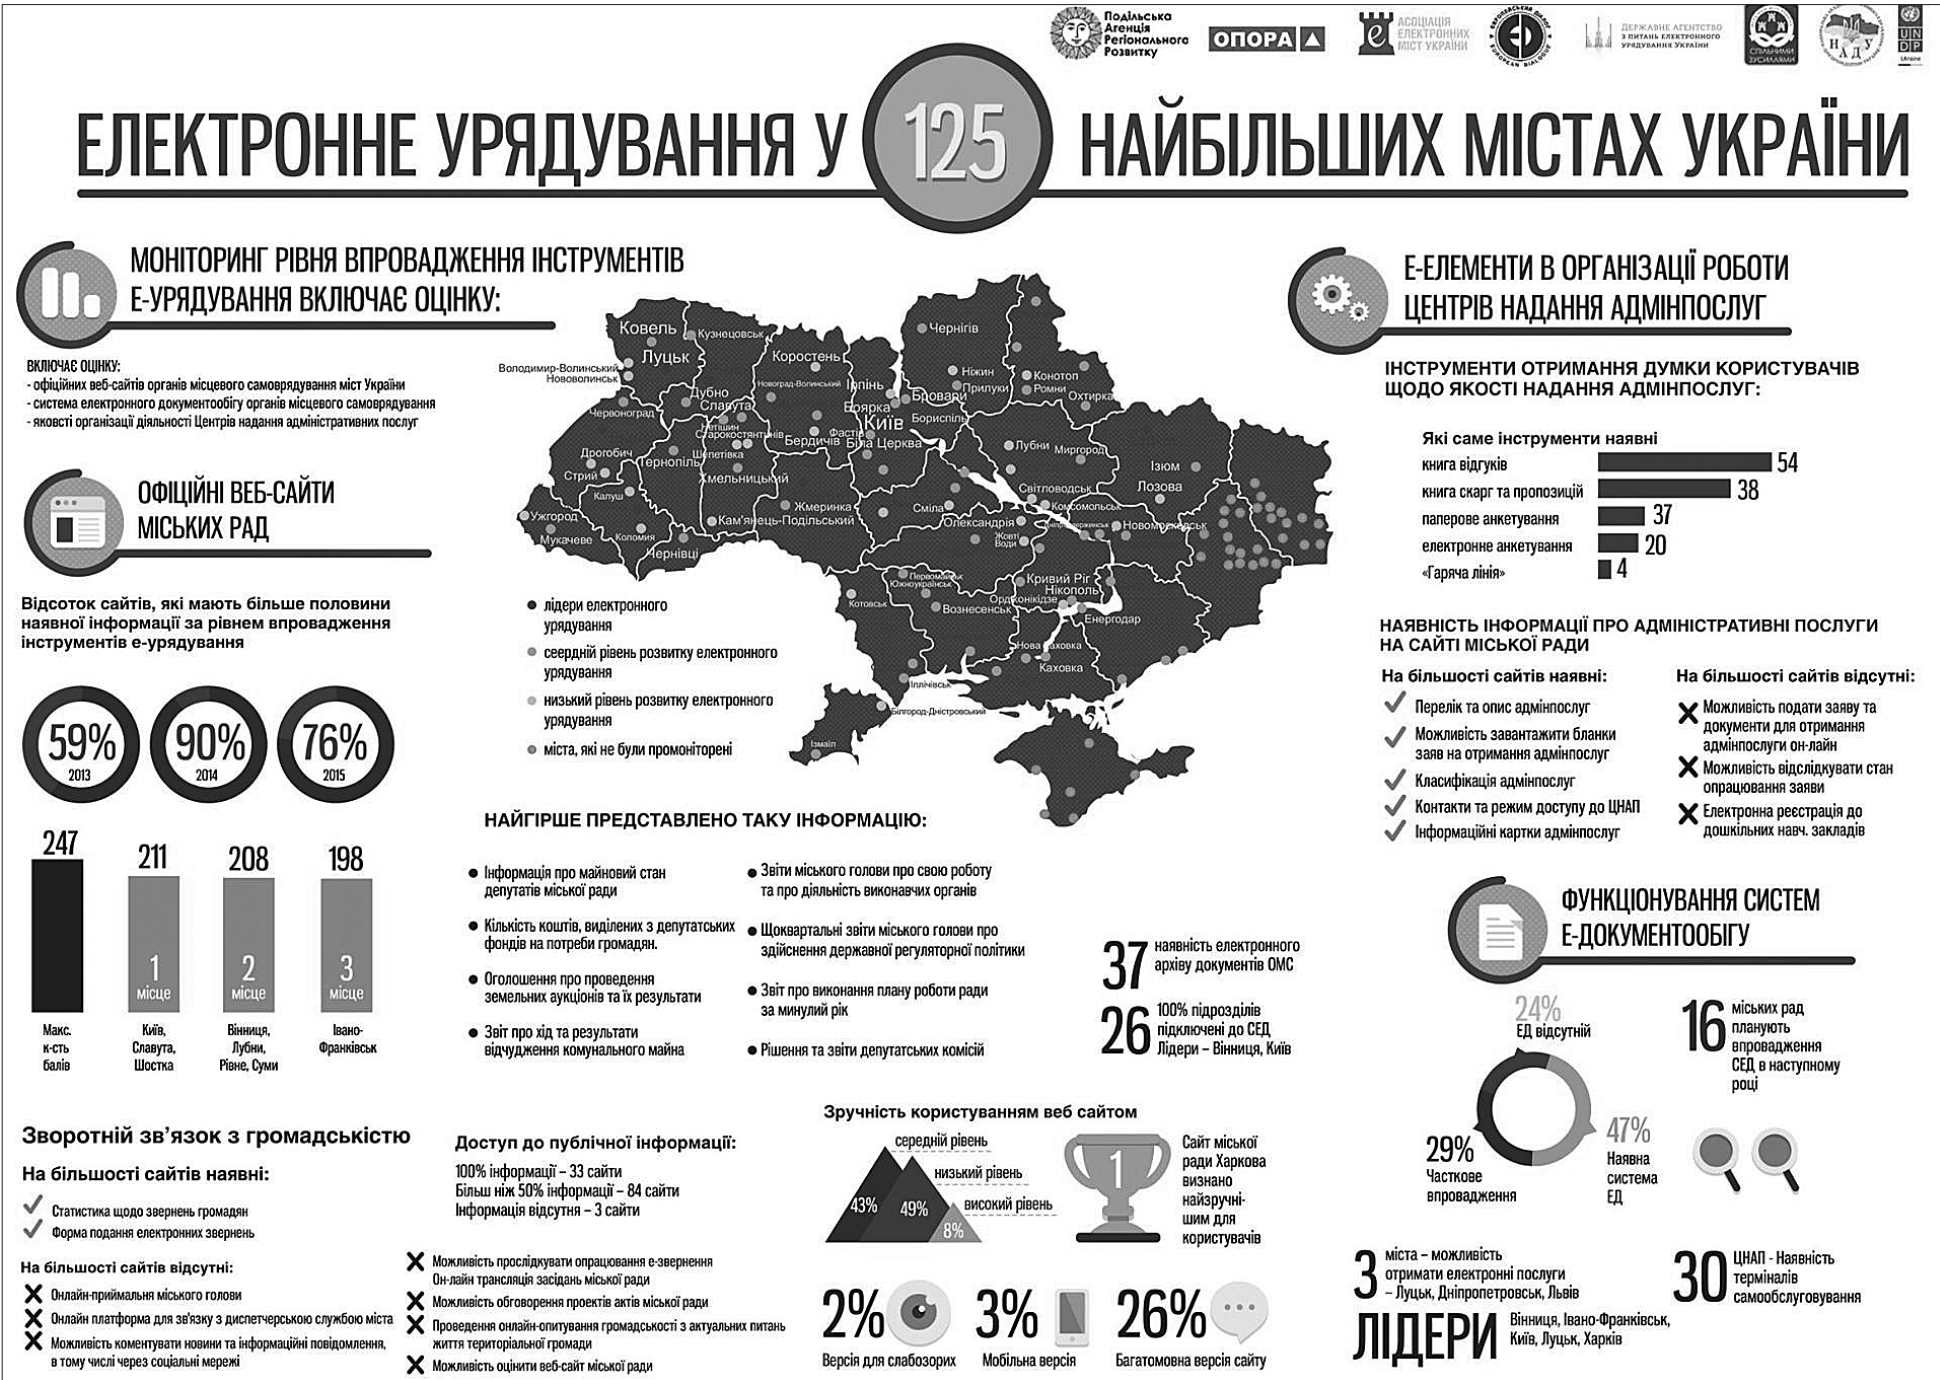 Подільська
Агенція
Регіонального
Розвитку
ОПОРА
АСОЦІАЦІЯ
ЕЛЕКТРОННИХ
МІСТ УКРАЇНИ
ЄВРОПЕЙСЬКИЙ ДІАЛОГ
EUROPEAN DIALOGUE
ДЕРЖАВНЕ АГЕНТСТВО
З ПИТАНЬ ЕЛЕКТРОННОГО
УРЯДУВАННЯ УКРАЇНИ
СПІЛЬНИМИ
ЗУСИЛЛЯМИ
НАДУ
UN
DP
Ukraine
ЕЛЕКТРОННЕ УРЯДУВАННЯ У 125 НАЙБІЛЬШИХ МІСТАХ УКРАЇНИ
МОНІТОРИНГ РІВНЯ ВПРОВАДЖЕННЯ ІНСТРУМЕНТІВ
Е-УРЯДУВАННЯ ВКЛЮЧАЄ ОЦІНКУ:
ВКЛЮЧАЄ ОЦІНКУ:
- офіційних веб-сайтів органів місцевого самоврядування міст України
- система електронного документообігу органів місцевого самоврядування
- яковсті організації діяльності Центрів надання адміністративних послуг
ОФІЦІЙНІ ВЕБ-САЙТИ
МІСЬКИХ РАД
Відсоток сайтів, які мають більше половини
наявної інформації за рівнем впровадження
інструментів е-урядування
59%
2013
90%
2014
76%
2015
247
211
208
198
1
місце
2
місце
3
місце
Макс.
к-сть
балів
Київ,
Славута,
Шостка
Вінниця,
Лубни,
Рівне, Суми
Івано-
Франківськ
Ковель
Кузнецовськ
Чернігів
Луцьк
Коростень
Володимир-Волинський
Нововолинськ
Новоград-Волинський
Ірпінь
Ніжин
Конотоп
Дубно
Бровари
Прилуки
Ромни
Охтирка
Червоноград
Славута
Боярка
Бориспіль
Нетішин
Київ
Старокостянтинів
Бердичів
Фастів
Біла Церква
Лубни
Миргород
Дрогобич
Тернопіль
Шепетівка
Ізюм
Стрий
Хмельницький
Лозова
Калуш
Світловодськ
Жмеринка
Сміла
Комсомольськ
Ужгород
Кам'янець-Подільський
Олександрія
Новомосковськ
Мукачеве
Коломия
Жовті
Води
Чернівці
Первомайськ
Южноукраїнськ
Кривий Ріг
Нікополь
Котовськ
Вознесенськ
Орджонікідзе
Енергодар
Нова Каховка
Каховка
Іллічівськ
Білгород-Дністровський
Ізмаїл
лідери електронного
урядування
сеердній рівень розвитку електронного
урядування
низький рівень розвитку електронного
урядування
міста, які не були промоніторені
НАЙГІРШЕ ПРЕДСТАВЛЕНО ТАКУ ІНФОРМАЦІЮ:
Інформація про майновий стан
депутатів міської ради
Кількість коштів, виділених з депутатських
фондів на потреби громадян.
Оголошення про проведення
земельних аукціонів та їх результати
Звіт про хід та результати
відчудження комунального майна
Звіти міського голови про свою роботу
та про діяльність виконавчих органів
Щоквартальні звіти міського голови про
здійснення державної регуляторної політики
Звіт про виконання плану роботи ради
за минулий рік
Рішення та звіти депутатських комісій
37 наявність електронного
архіву документів ОМС
26 100% підрозділів
підключені до СЕД
Лідери – Вінниця, Київ
Е-ЕЛЕМЕНТИ В ОРГАНІЗАЦІЇ РОБОТИ
ЦЕНТРІВ НАДАННЯ АДМІНПОСЛУГ
ІНСТРУМЕНТИ ОТРИМАННЯ ДУМКИ КОРИСТУВАЧІВ
ЩОДО ЯКОСТІ НАДАННЯ АДМІНПОСЛУГ:
Які саме інструменти наявні
книга відгуків 54
книга скарг та пропозицій 38
паперове анкетування 37
електронне анкетування 20
«Гаряча лінія» 4
НАЯВНІСТЬ ІНФОРМАЦІЇ ПРО АДМІНІСТРАТИВНІ ПОСЛУГИ
НА САЙТІ МІСЬКОЇ РАДИ
На більшості сайтів наявні:
Перелік та опис адмінпослуг
Можливість завантажити бланки
заяв на отримання адмінпослуг
Класифікація адмінпослуг
Контакти та режим доступу до ЦНАП
Інформаційні картки адмінпослуг
На більшості сайтів відсутні:
Можливість подати заяву та
документи для отримання
адмінпослуги он-лайн
Можливість відслідкувати стан
опрацювання заяви
Електронна реєстрація до
дошкільних навч. закладів
ФУНКЦІОНУВАННЯ СИСТЕМ
Е-ДОКУМЕНТООБІГУ
24%
ЕД відсутній
29%
Часткове
впровадження
47%
Наявна
система
ЕД
16 міських рад
планують
впровадження
СЕД в наступному
році
3 міста – можливість
отримати електронні послуги
– Луцьк, Дніпропетровськ, Львів
30 ЦНАП - Наявність
терміналів
самообслуговування
ЛІДЕРИ Вінниця, Івано-Франківськ,
Київ, Луцьк, Харків
Зворотній зв'язок з громадськістю
На більшості сайтів наявні:
Статистика щодо звернень громадян
Форма подання електронних звернень
На більшості сайтів відсутні:
Онлайн-приймальня міського голови
Онлайн платформа для зв'язку з диспетчерською службою міста
Можливість коментувати новини та інформаційні повідомлення,
в тому числі через соціальні мережі
Доступ до публічної інформації:
100% інформації – 33 сайти
Більш ніж 50% інформації – 84 сайти
Інформація відсутня – 3 сайти
Можливість прослідкувати опрацювання е-звернення
Он-лайн трансляція засідань міської ради
Можливість обговорення проектів актів міської ради
Проведення онлайн-опитування громадськості з актуальних питань
життя територіальної громади
Можливість оцінити веб-сайт міської ради
Зручність користуванням веб сайтом
середній рівень
низький рівень
високий рівень
43%
49%
8%
1
Сайт міської
ради Харкова
визнано
найзручні-
шим для
користувачів
2%
Версія для слабозорих
3%
Мобільна версія
26%
Багатомовна версія сайту